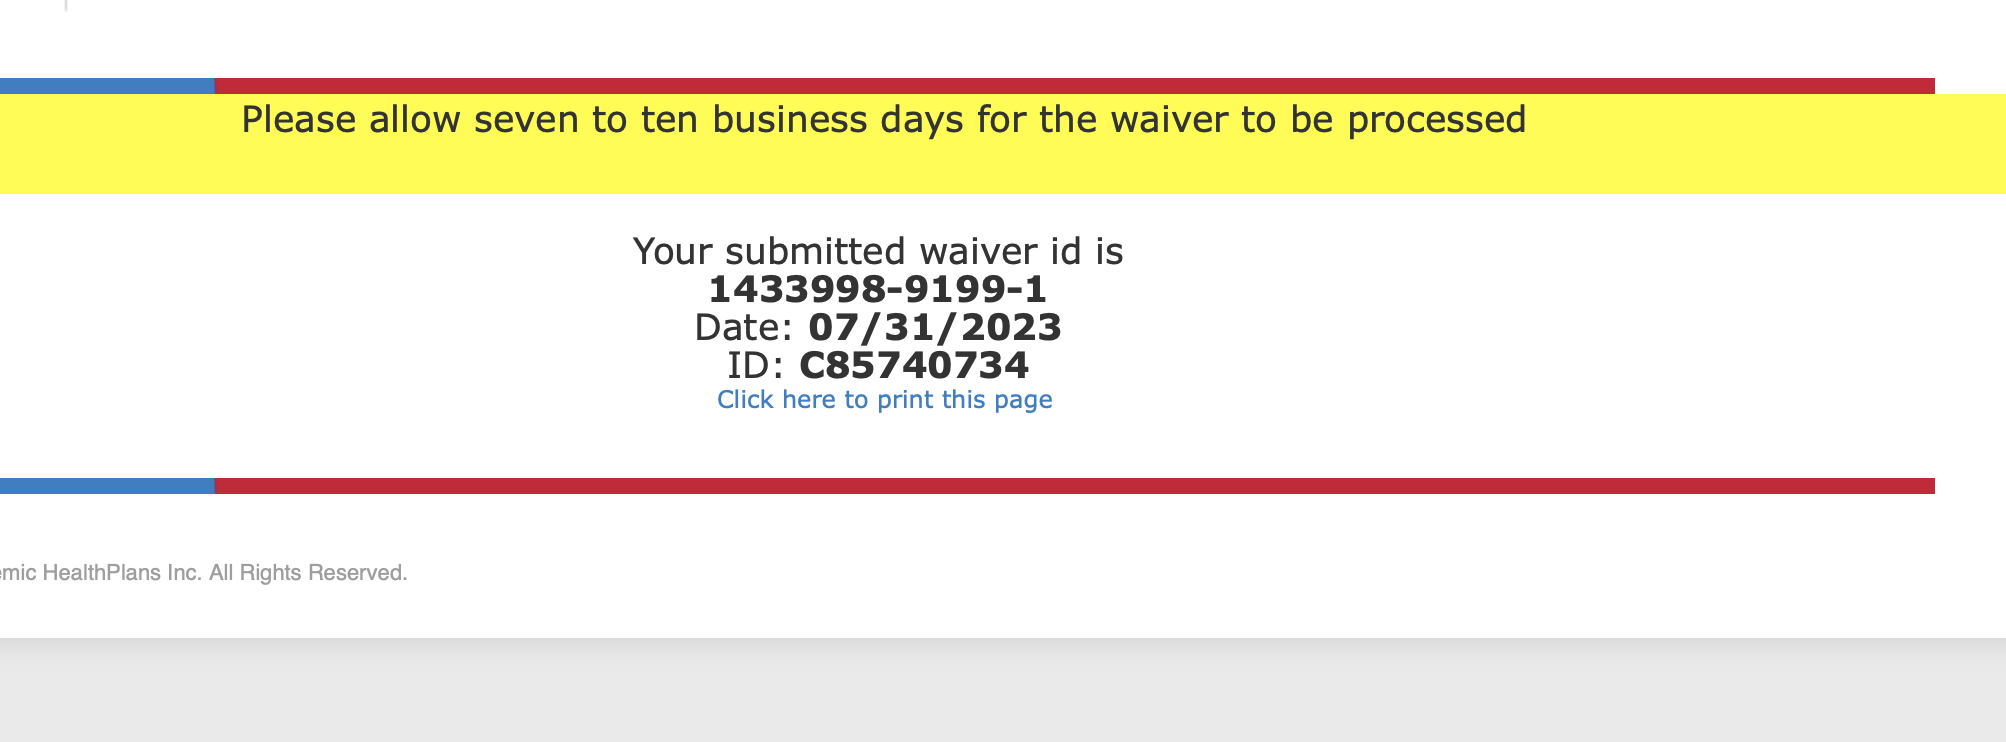 Please allow seven to ten business days for the waiver to be processed
Your submitted waiver id is
1433998-9199-1
Date: 07/31/2023
ID: C85740734
Click here to print this page
emic HealthPlans Inc. All Rights Reserved.